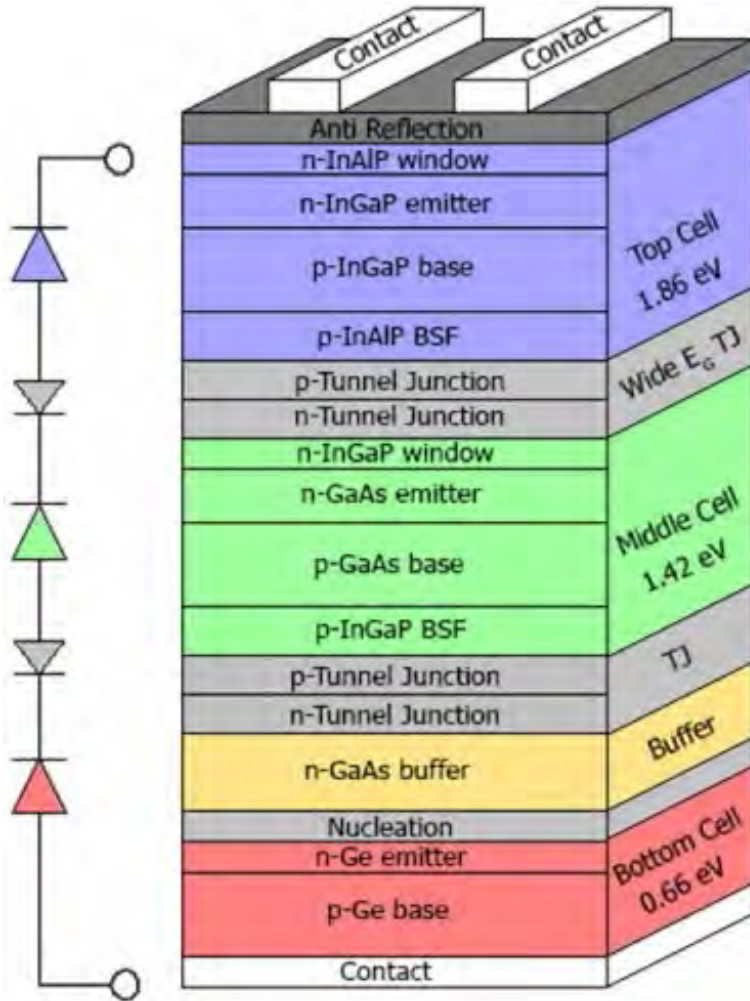 Contact
Contact
Anti Reflection
n-InAlP window
n-InGaP emitter
p-InGaP base
p-InAlP BSF
Top Cell
1.86 eV
p-Tunnel Junction
n-Tunnel Junction
Wide EG TJ
n-InGaP window
n-GaAs emitter
p-GaAs base
p-InGaP BSF
Middle Cell
1.42 eV
p-Tunnel Junction
n-Tunnel Junction
TJ
n-GaAs buffer
Buffer
Nucleation
n-Ge emitter
p-Ge base
Bottom Cell
0.66 eV
Contact